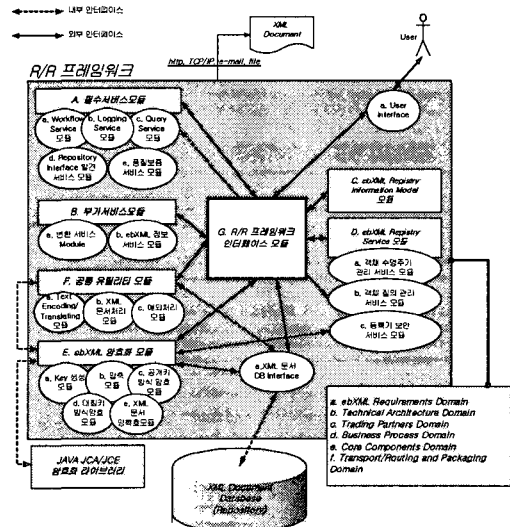 내부 인터페이스
외부 인터페이스
XML
Document
User
http, TCP/IP, e-mail, file
R/R 프레임워크
A. 필수서비스모듈
a. Workflow
Service
모듈
b. Logging
Service
모듈
c. Query
Service
모듈
d. Repository
Interface 발견
서비스 모듈
e. 품질보증
서비스 모듈
a. User
Interface
B. 부가서비스모듈
a. 변환 서비스
Module
b. ebXML 정보
서비스 모듈
G. R/R 프레임워크
인터페이스 모듈
C. ebXML Registry
Information Model
모듈
D. ebXML Registry
Service 모듈
a. 객체 수명주기
관리 서비스 모듈
b. 객체 질의 관리
서비스 모듈
c. 등록기 보안
서비스 모듈
F. 공통 유틸리티 모듈
a. Text
Encoding/
Translating 모듈
b. XML
문서처리
모듈
c. 예외처리
모듈
E. ebXML 암호화 모듈
a. Key 생성
모듈
b. 압축
모듈
c. 공개키
방식 암호
모듈
d. 대칭키
방식암호
모듈
e. XML
문서
모듈
a.XML 문서
DB Interface
a. ebXML Requirements Domain
b. Technical Architecture Domain
c. Trading Partners Domain
d. Business Process Domain
e. Core Components Domain
f. Transport/Routing and Packaging
Domain
JAVA JCA/JCE
암호화 라이브러리
XML Document
Database
(Repository)